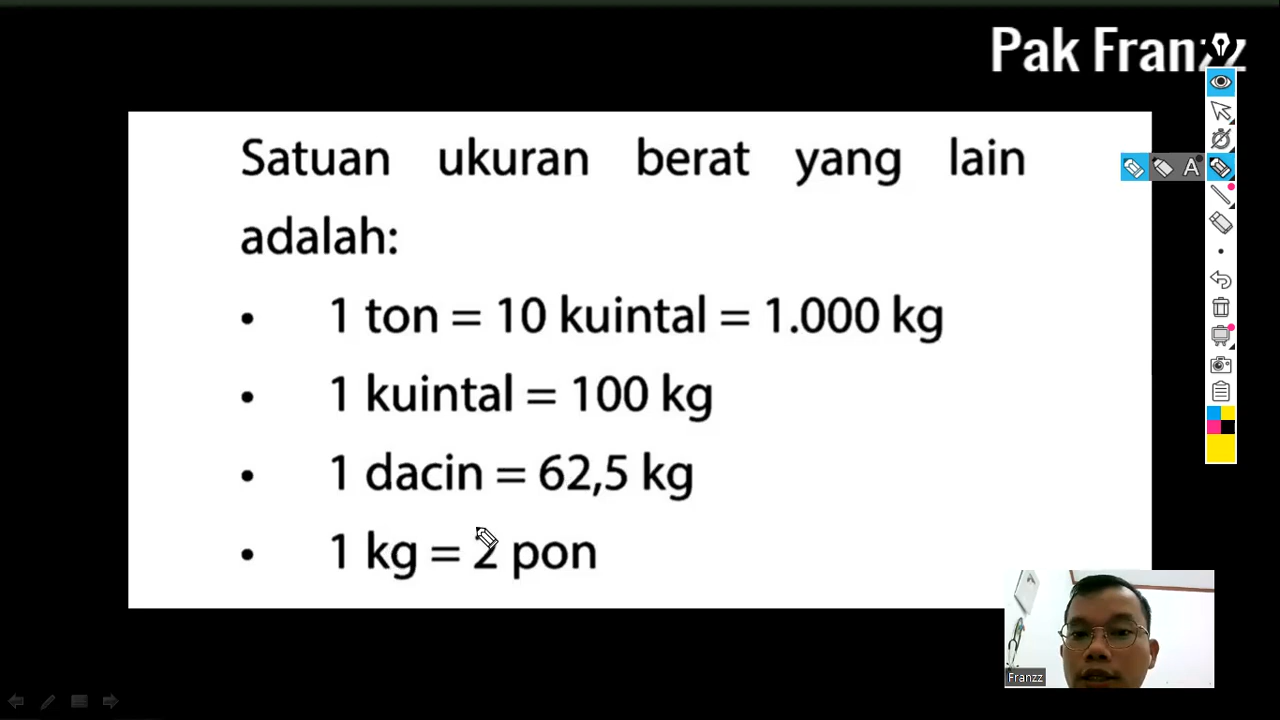 Pak Franzz
Satuan ukuran berat yang lain
adalah:
• 1 ton = 10 kuintal = 1.000 kg
• 1 kuintal = 100 kg
• 1 dacin = 62,5 kg
• 1 kg = 2 pon
A
Franzz